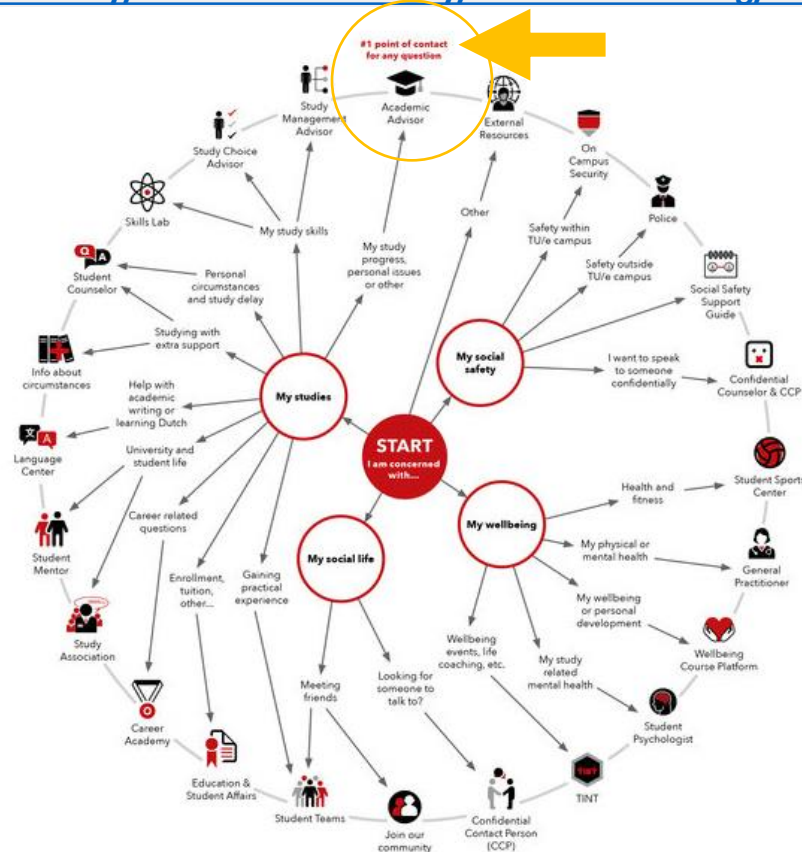 #1 point of contact
for any question
Academic
Advisor
External
Resources
On
Campus
Security
Police
Social Safety
Support
Guide
Confidential
Counselor & CCP
Student Sports
Center
General
Practitioner
Wellbeing
Course Platform
Student
Psychologist
TINT
TINT
Confidential
Contact Person
(CCP)
Join our
community
Student Teams
Education &
Student Affairs
Career
Academy
Study
Association
Student
Mentor
Language
Center
Info about
circumstances
Q
A
Student
Counselor
Skills Lab
Study Choice
Advisor
Study
Management
Advisor
START
I am concerned
with...
My studies
My study skills
My study
progress,
personal issues
or other
Personal
circumstances
and study delay
Studying with
extra support
Help with
academic
writing or
learning Dutch
University and
student life
Career related
questions
Enrollment,
tuition,
other...
Gaining
practical
experience
Other
My social
safety
Safety within
TU/e campus
Safety outside
TU/e campus
I want to speak
to someone
confidentially
My wellbeing
Health and
fitness
My physical or
mental health
My wellbeing
or personal
development
My study
related
mental health
Wellbeing
events, life
coaching, etc.
My social life
Meeting
friends
Looking for
someone to
talk to?
文
A